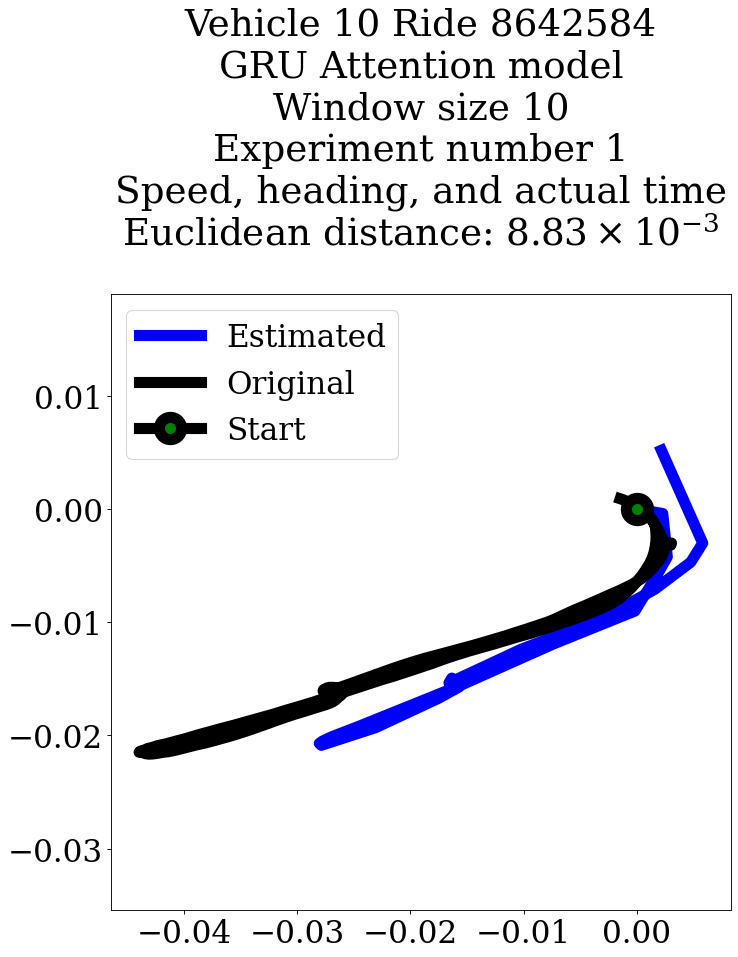 Vehicle 10 Ride 8642584
GRU Attention model
Window size 10
Experiment number 1
Speed, heading, and actual time
Euclidean distance: 8.83 × 10⁻³
Estimated
Original
Start
0.01
0.00
−0.01
−0.02
−0.03
−0.04 −0.03 −0.02 −0.01 0.00